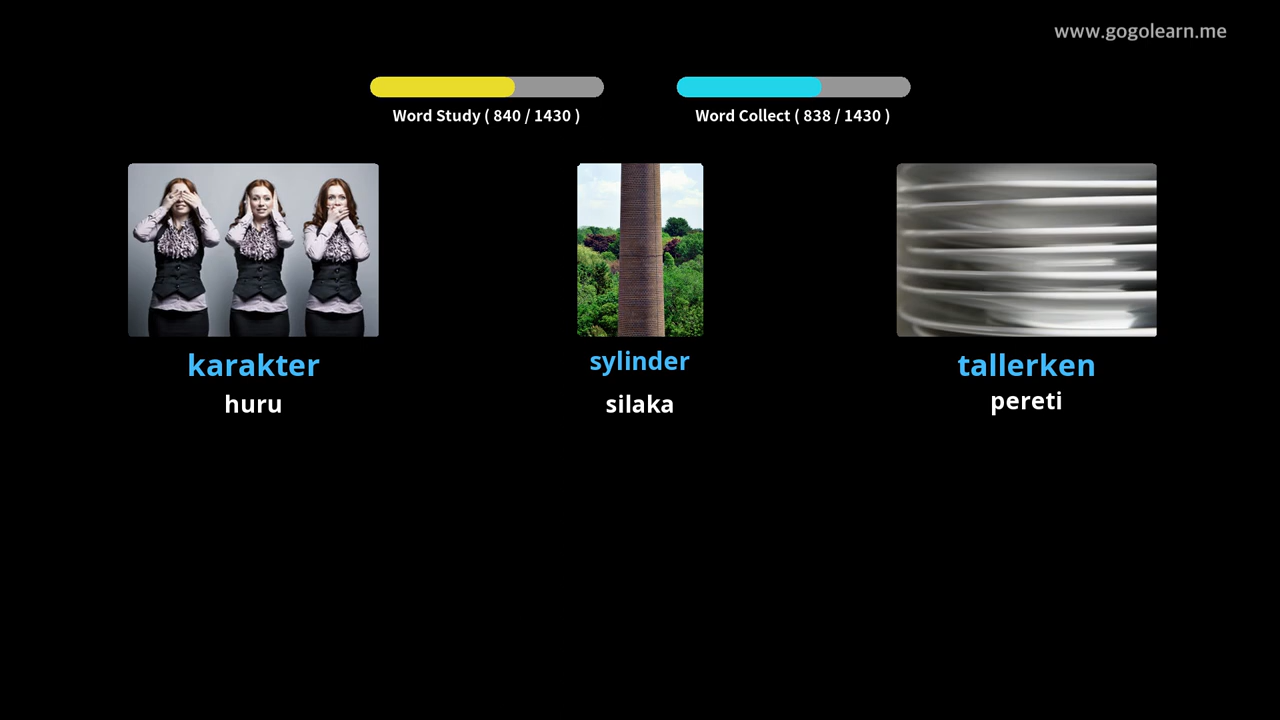 www.gogolearn.me
Word Study ( 840 / 1430 )
Word Collect ( 838 / 1430 )
karakter
sylinder
tallerken
huru
silaka
pereti